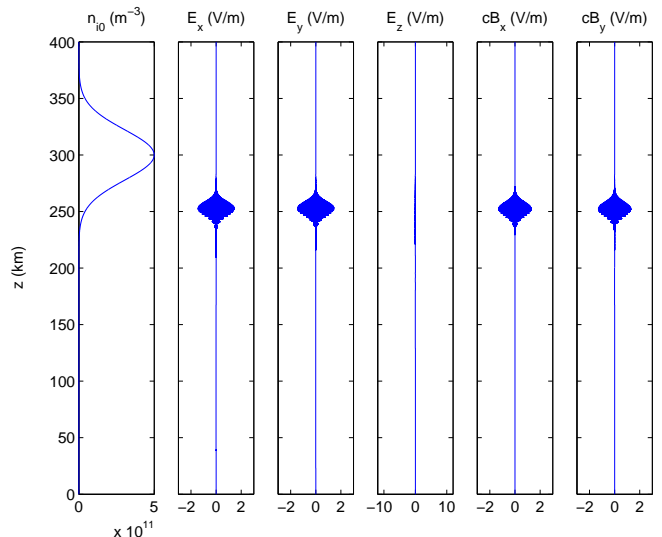 n_i0 (m^−3)
E_x (V/m)
E_y (V/m)
E_z (V/m)
cB_x (V/m)
cB_y (V/m)
400
350
300
250
200
150
100
50
0
z (km)
0 5
x 10^11
−2 0 2
−2 0 2
−10 0 10
−2 0 2
−2 0 2